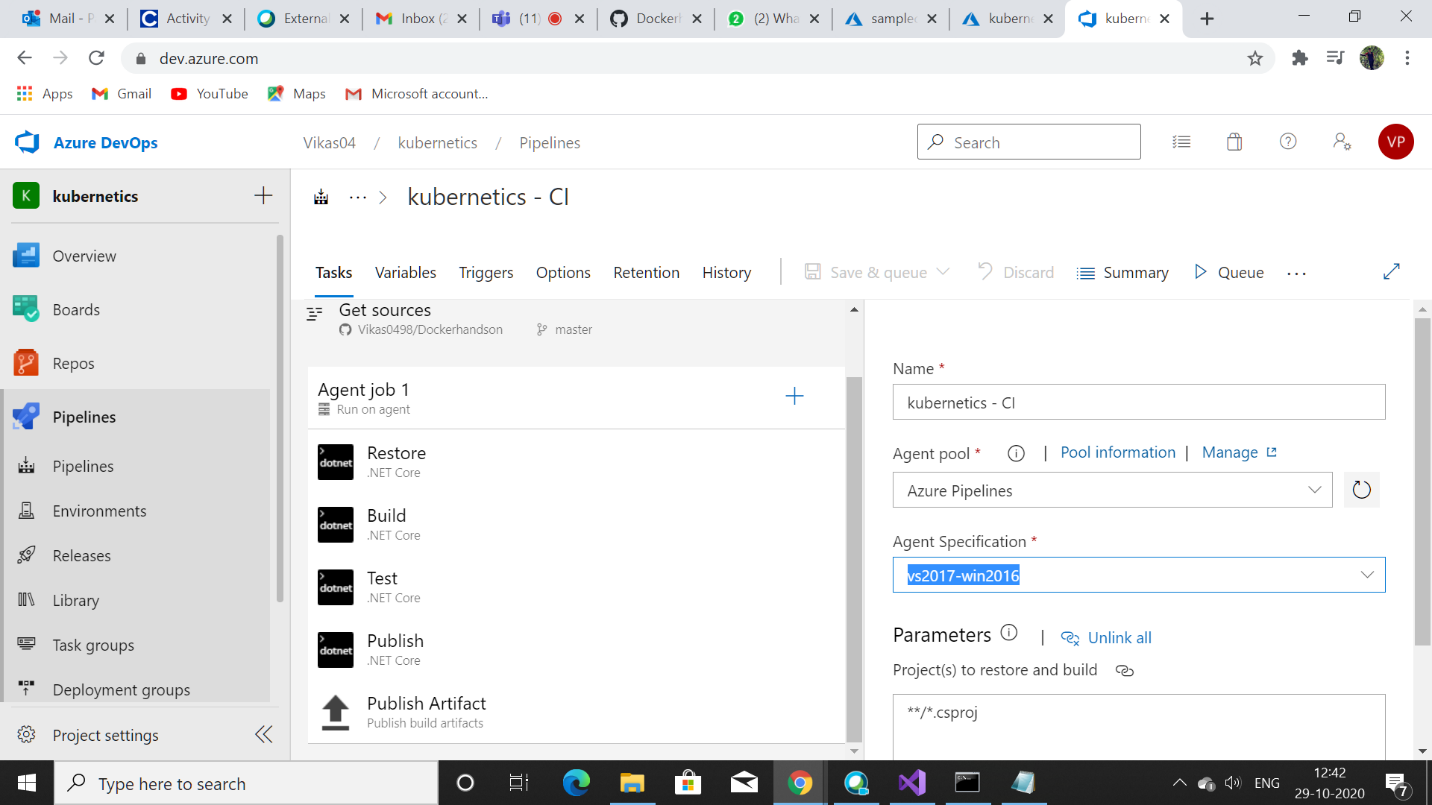 Mail - P
Activity
Externa
Inbox (2
(11)
Docker
(2) Wha
sample
kuberne
kuberne
dev.azure.com
Apps
Gmail
YouTube
Maps
Microsoft account...
Azure DevOps
Vikas04 / kubernetics / Pipelines
Search
VP
K
kubernetics
... > kubernetics - CI
Overview
Boards
Repos
Pipelines
Pipelines
Environments
Releases
Library
Task groups
Deployment groups
Project settings
Tasks
Variables
Triggers
Options
Retention
History
Save & queue
Discard
Summary
Queue
...
Get sources
Vikas0498/Dockerhandson
master
Agent job 1
Run on agent
dotnet
Restore
.NET Core
dotnet
Build
.NET Core
dotnet
Test
.NET Core
dotnet
Publish
.NET Core
Publish Artifact
Publish build artifacts
Name *
kubernetics - CI
Agent pool * | Pool information | Manage
Azure Pipelines
Agent Specification *
vs2017-win2016
Parameters | Unlink all
Project(s) to restore and build
**/*.csproj
Type here to search
ENG
12:42
29-10-2020
7